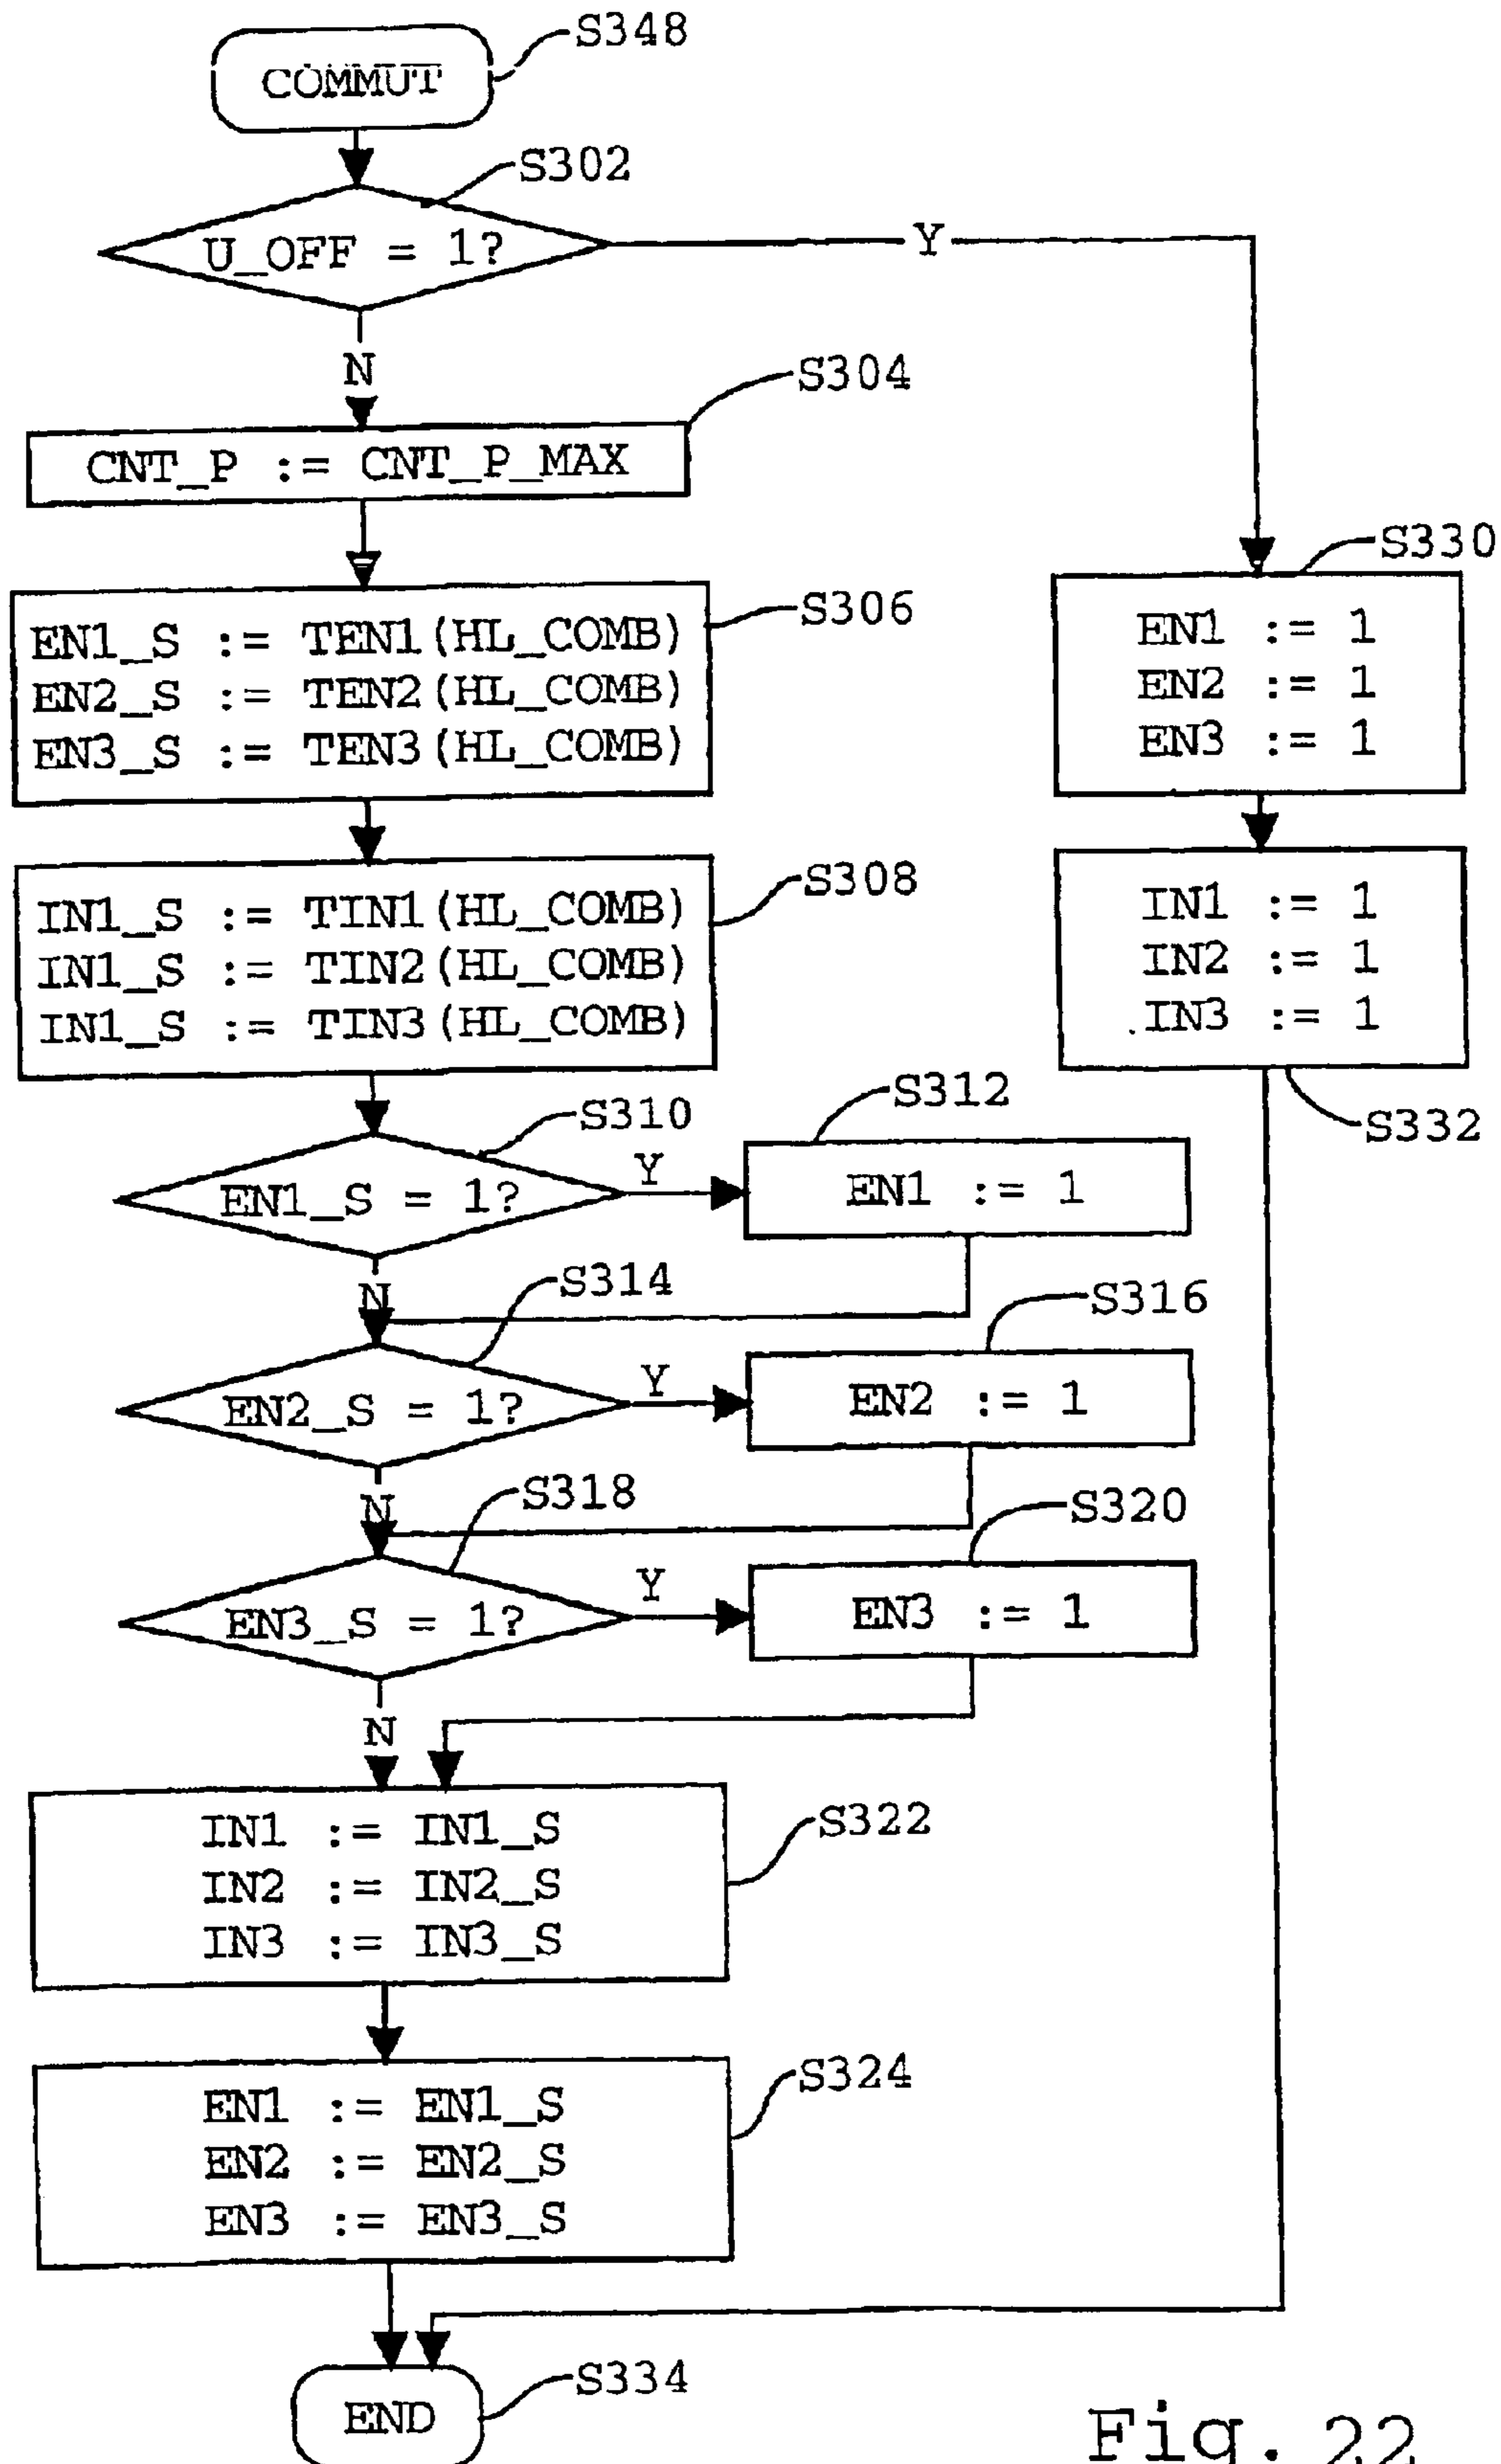 S348
COMMUT
S302
U_OFF = 1?
Y
N
S304
CNT_P := CNT_P_MAX
S306
EN1_S := TEN1(HL_COMB)
EN2_S := TEN2(HL_COMB)
EN3_S := TEN3(HL_COMB)
S330
EN1 := 1
EN2 := 1
EN3 := 1
S308
IN1_S := TIN1(HL_COMB)
IN1_S := TIN2(HL_COMB)
IN1_S := TIN3(HL_COMB)
IN1 := 1
IN2 := 1
IN3 := 1
S332
S310
EN1_S = 1?
Y
S312
EN1 := 1
N
S314
EN2_S = 1?
Y
S316
EN2 := 1
N
S318
EN3_S = 1?
Y
S320
EN3 := 1
N
S322
IN1 := IN1_S
IN2 := IN2_S
IN3 := IN3_S
S324
EN1 := EN1_S
EN2 := EN2_S
EN3 := EN3_S
S334
END
Fig. 22